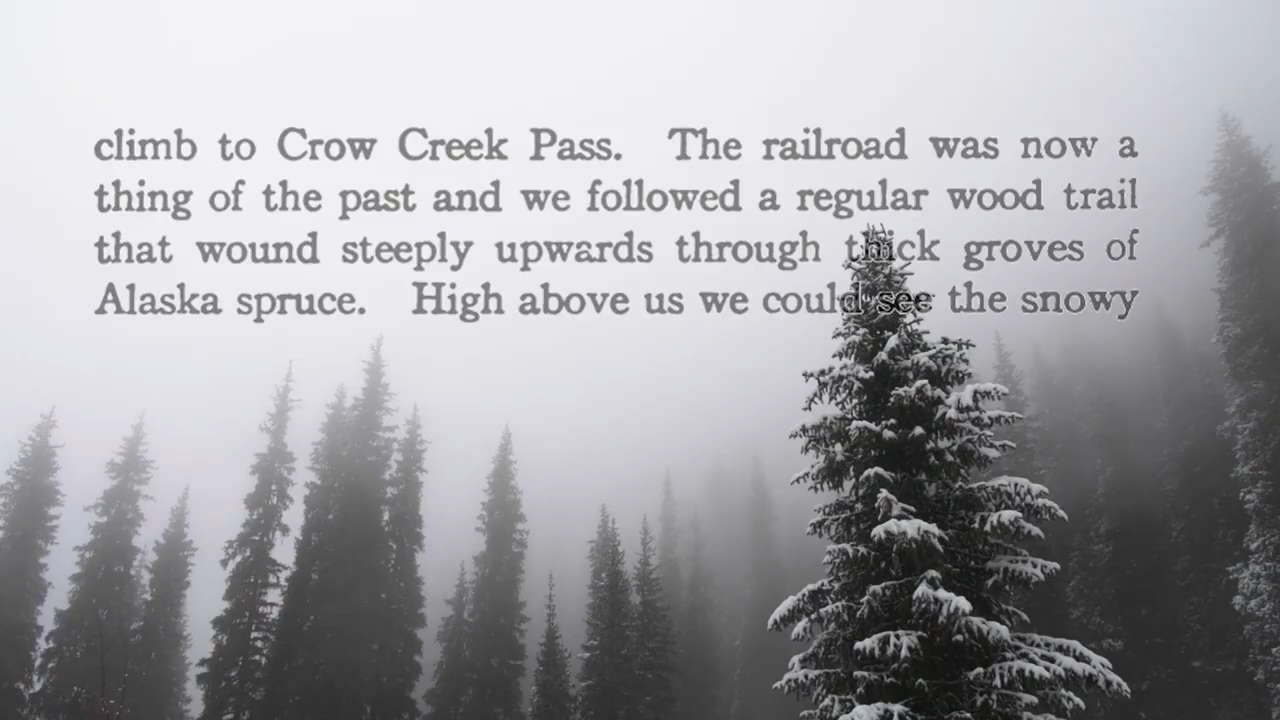 climb to Crow Creek Pass. The railroad was now a
thing of the past and we followed a regular wood trail
that wound steeply upwards through thick groves of
Alaska spruce. High above us we could see the snowy